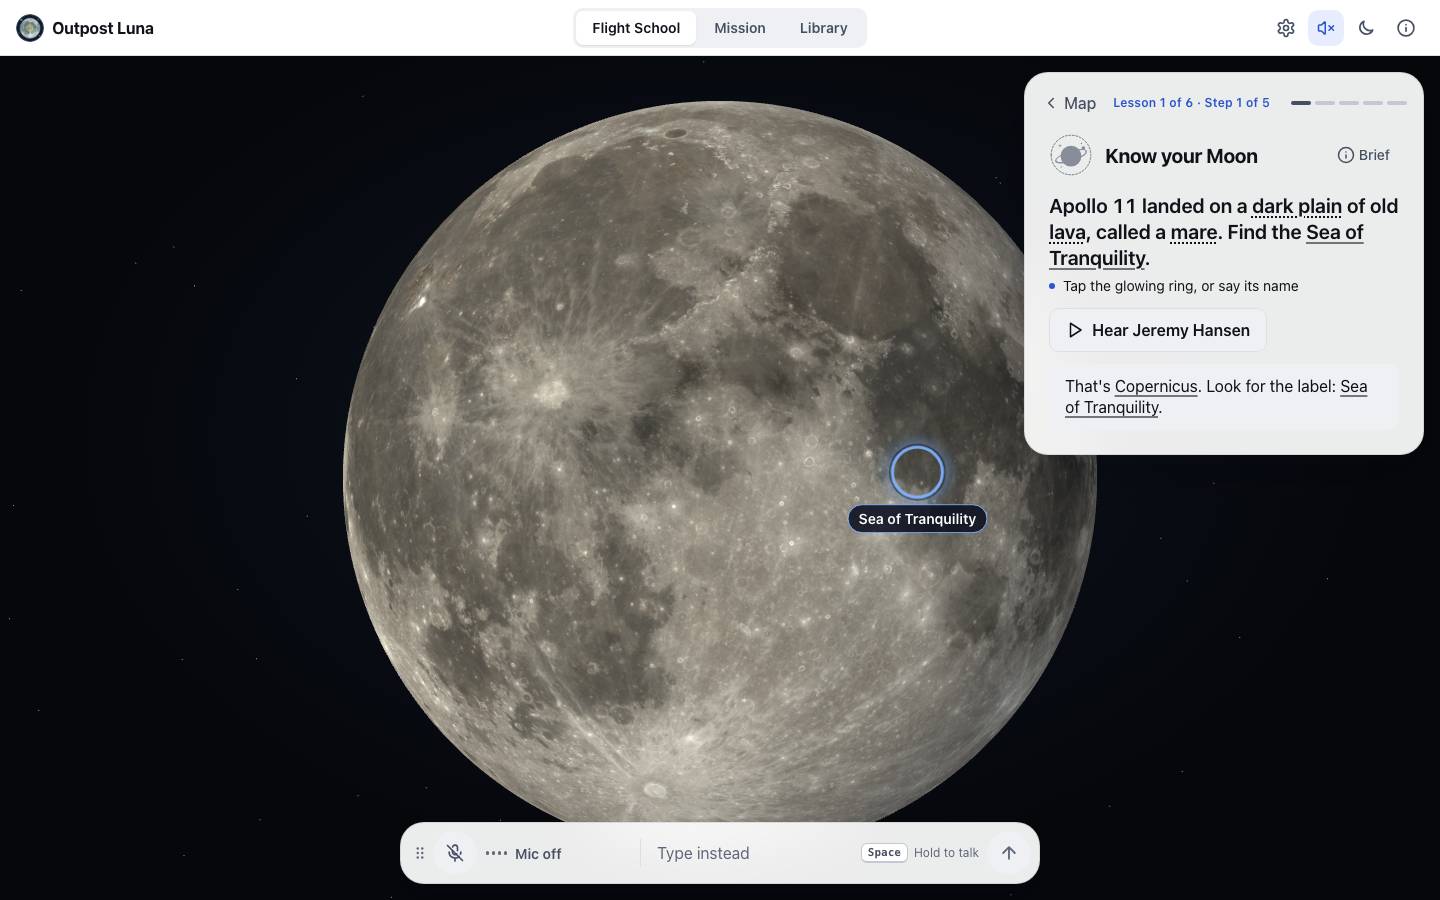 Outpost Luna
Flight School Mission Library
Map Lesson 1 of 6 · Step 1 of 5
Know your Moon
Brief
Apollo 11 landed on a dark plain of old
lava, called a mare. Find the Sea of
Tranquility.
Tap the glowing ring, or say its name
Hear Jeremy Hansen
That's Copernicus. Look for the label: Sea
of Tranquility.
Sea of Tranquility
Mic off
Type instead
Space Hold to talk